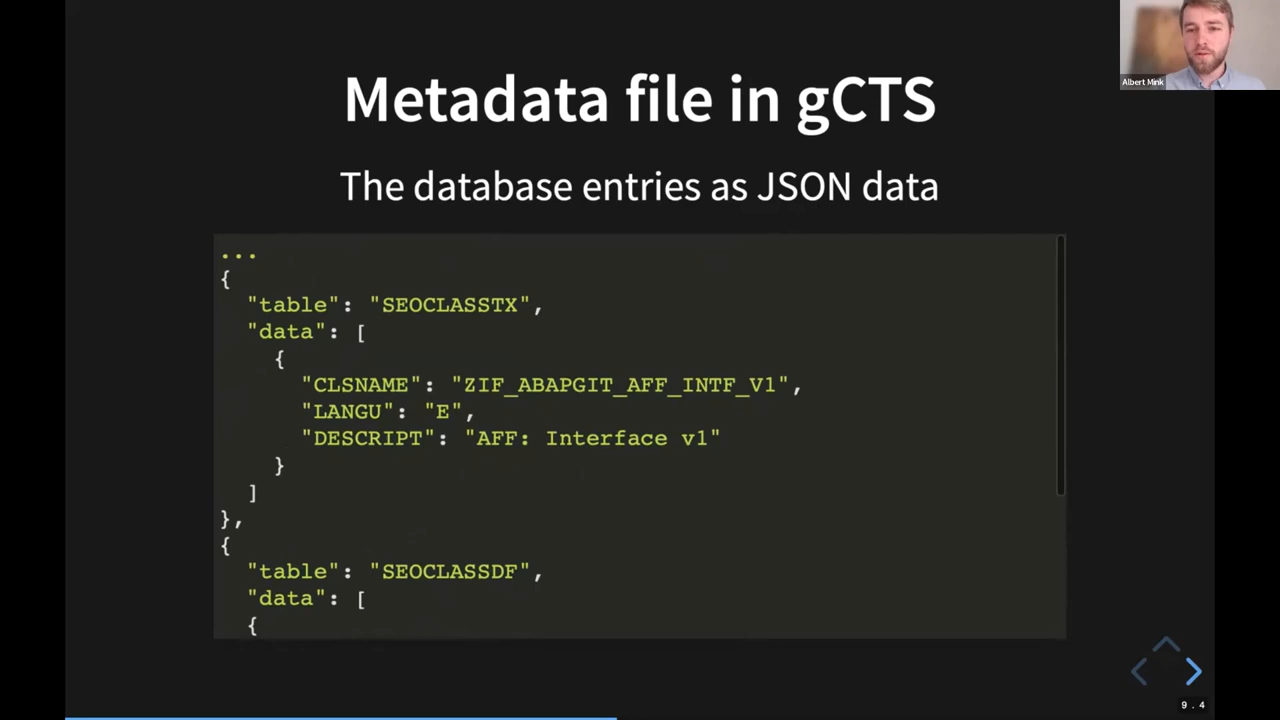 Metadata file in gCTS
The database entries as JSON data
...
{
  "table": "SEOCLASSTX",
  "data": [
    {
      "CLSNAME": "ZIF_ABAPGIT_AFF_INTF_V1",
      "LANGU": "E",
      "DESCRIPT": "AFF: Interface v1"
    }
  ]
},
{
  "table": "SEOCLASSDF",
  "data": [
  {
Albert Mink
9 . 4